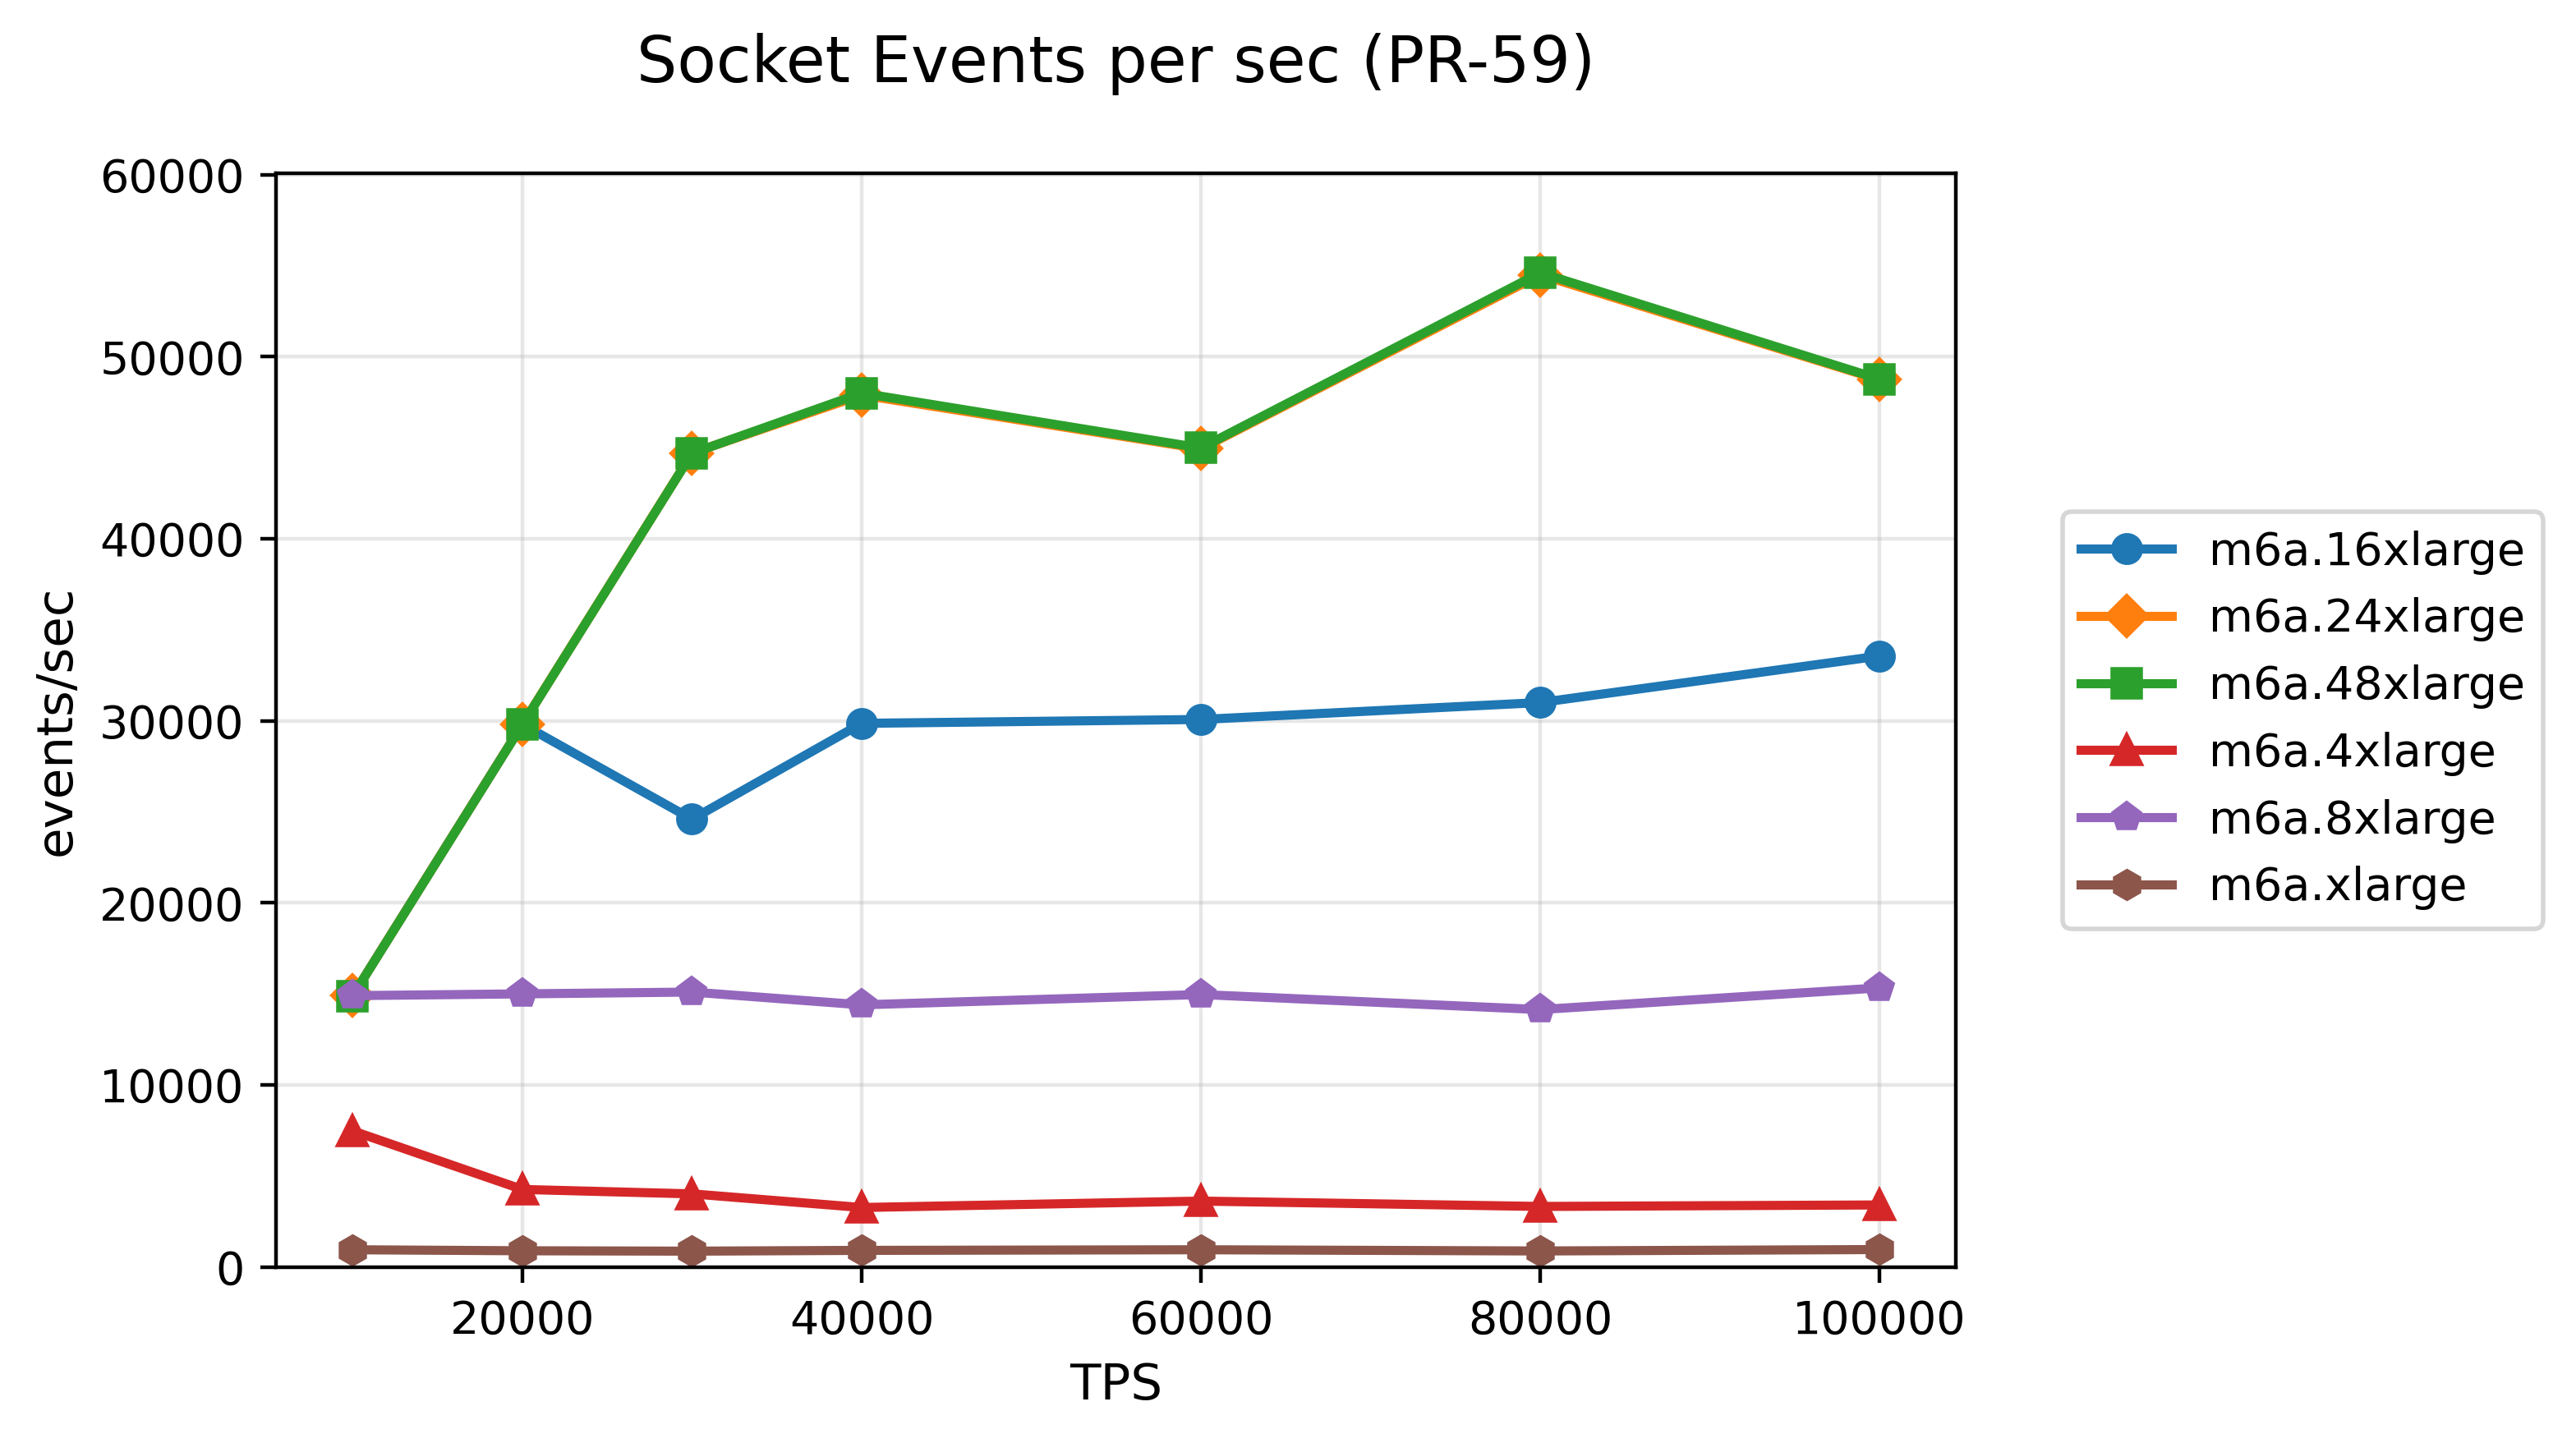 Socket Events per sec (PR-59)
60000
50000
40000
30000
20000
10000
0
events/sec
20000 40000 60000 80000 100000
TPS
m6a.16xlarge
m6a.24xlarge
m6a.48xlarge
m6a.4xlarge
m6a.8xlarge
m6a.xlarge